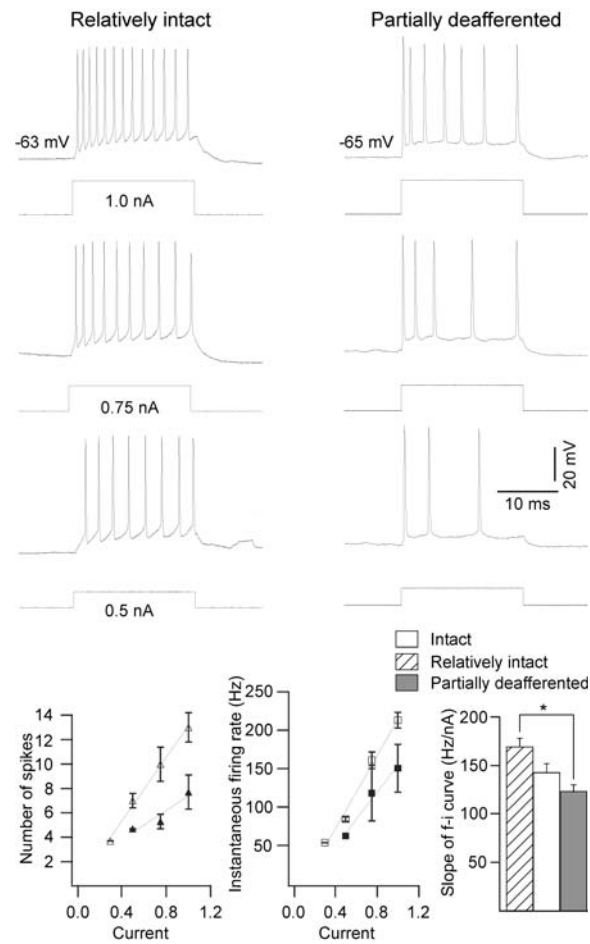 Relatively intact
Partially deafferented
-63 mV
-65 mV
1.0 nA
0.75 nA
20 mV
10 ms
0.5 nA
Intact
Relatively intact
Partially deafferented
Number of spikes
14
12
10
8
6
4
2
0.0 0.4 0.8 1.2
Current
Instantaneous firing rate (Hz)
250
200
150
100
50
0.0 0.4 0.8 1.2
Current
Slope of f-i curve (Hz/nA)
200
150
100
50
*